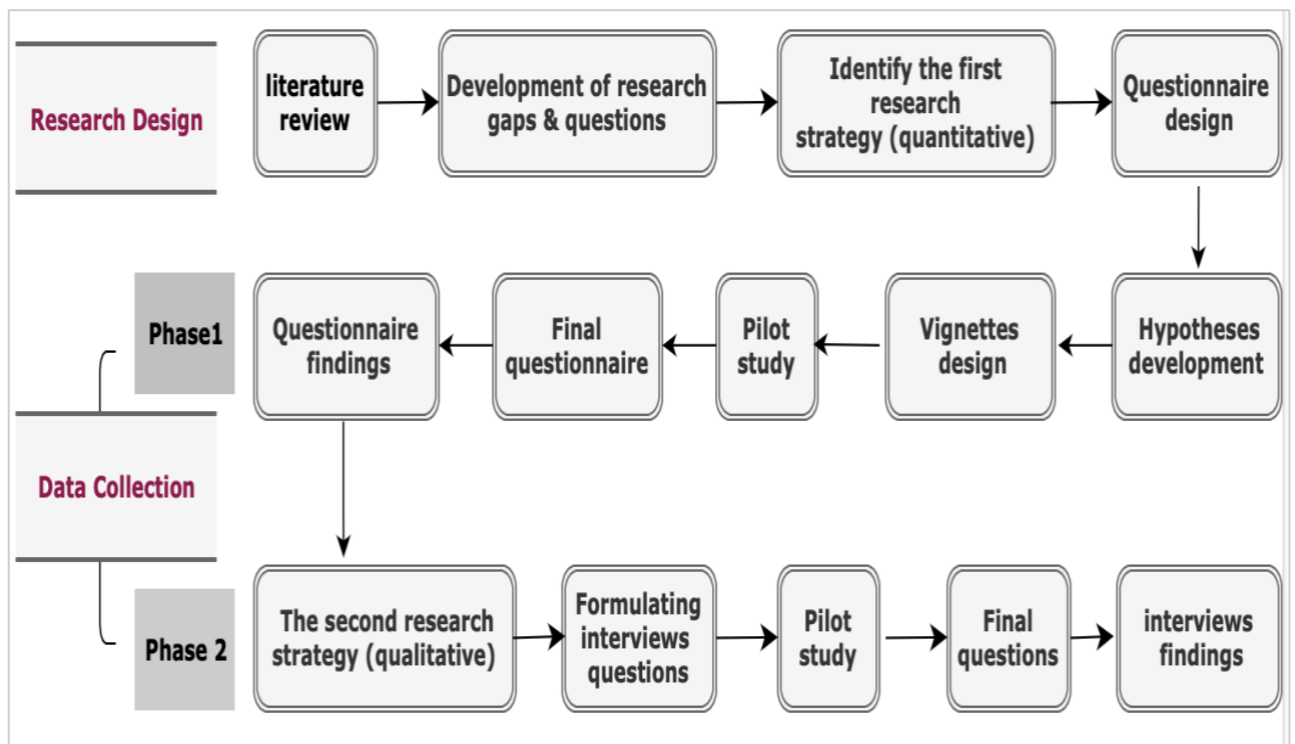 Research Design
literature
review
Development of research
gaps & questions
Identify the first
research
strategy (quantitative)
Questionnaire
design
Phase1
Questionnaire
findings
Final
questionnaire
Pilot
study
Vignettes
design
Hypotheses
development
Data Collection
Phase 2
The second research
strategy (qualitative)
Formulating
interviews
questions
Pilot
study
Final
questions
interviews
findings